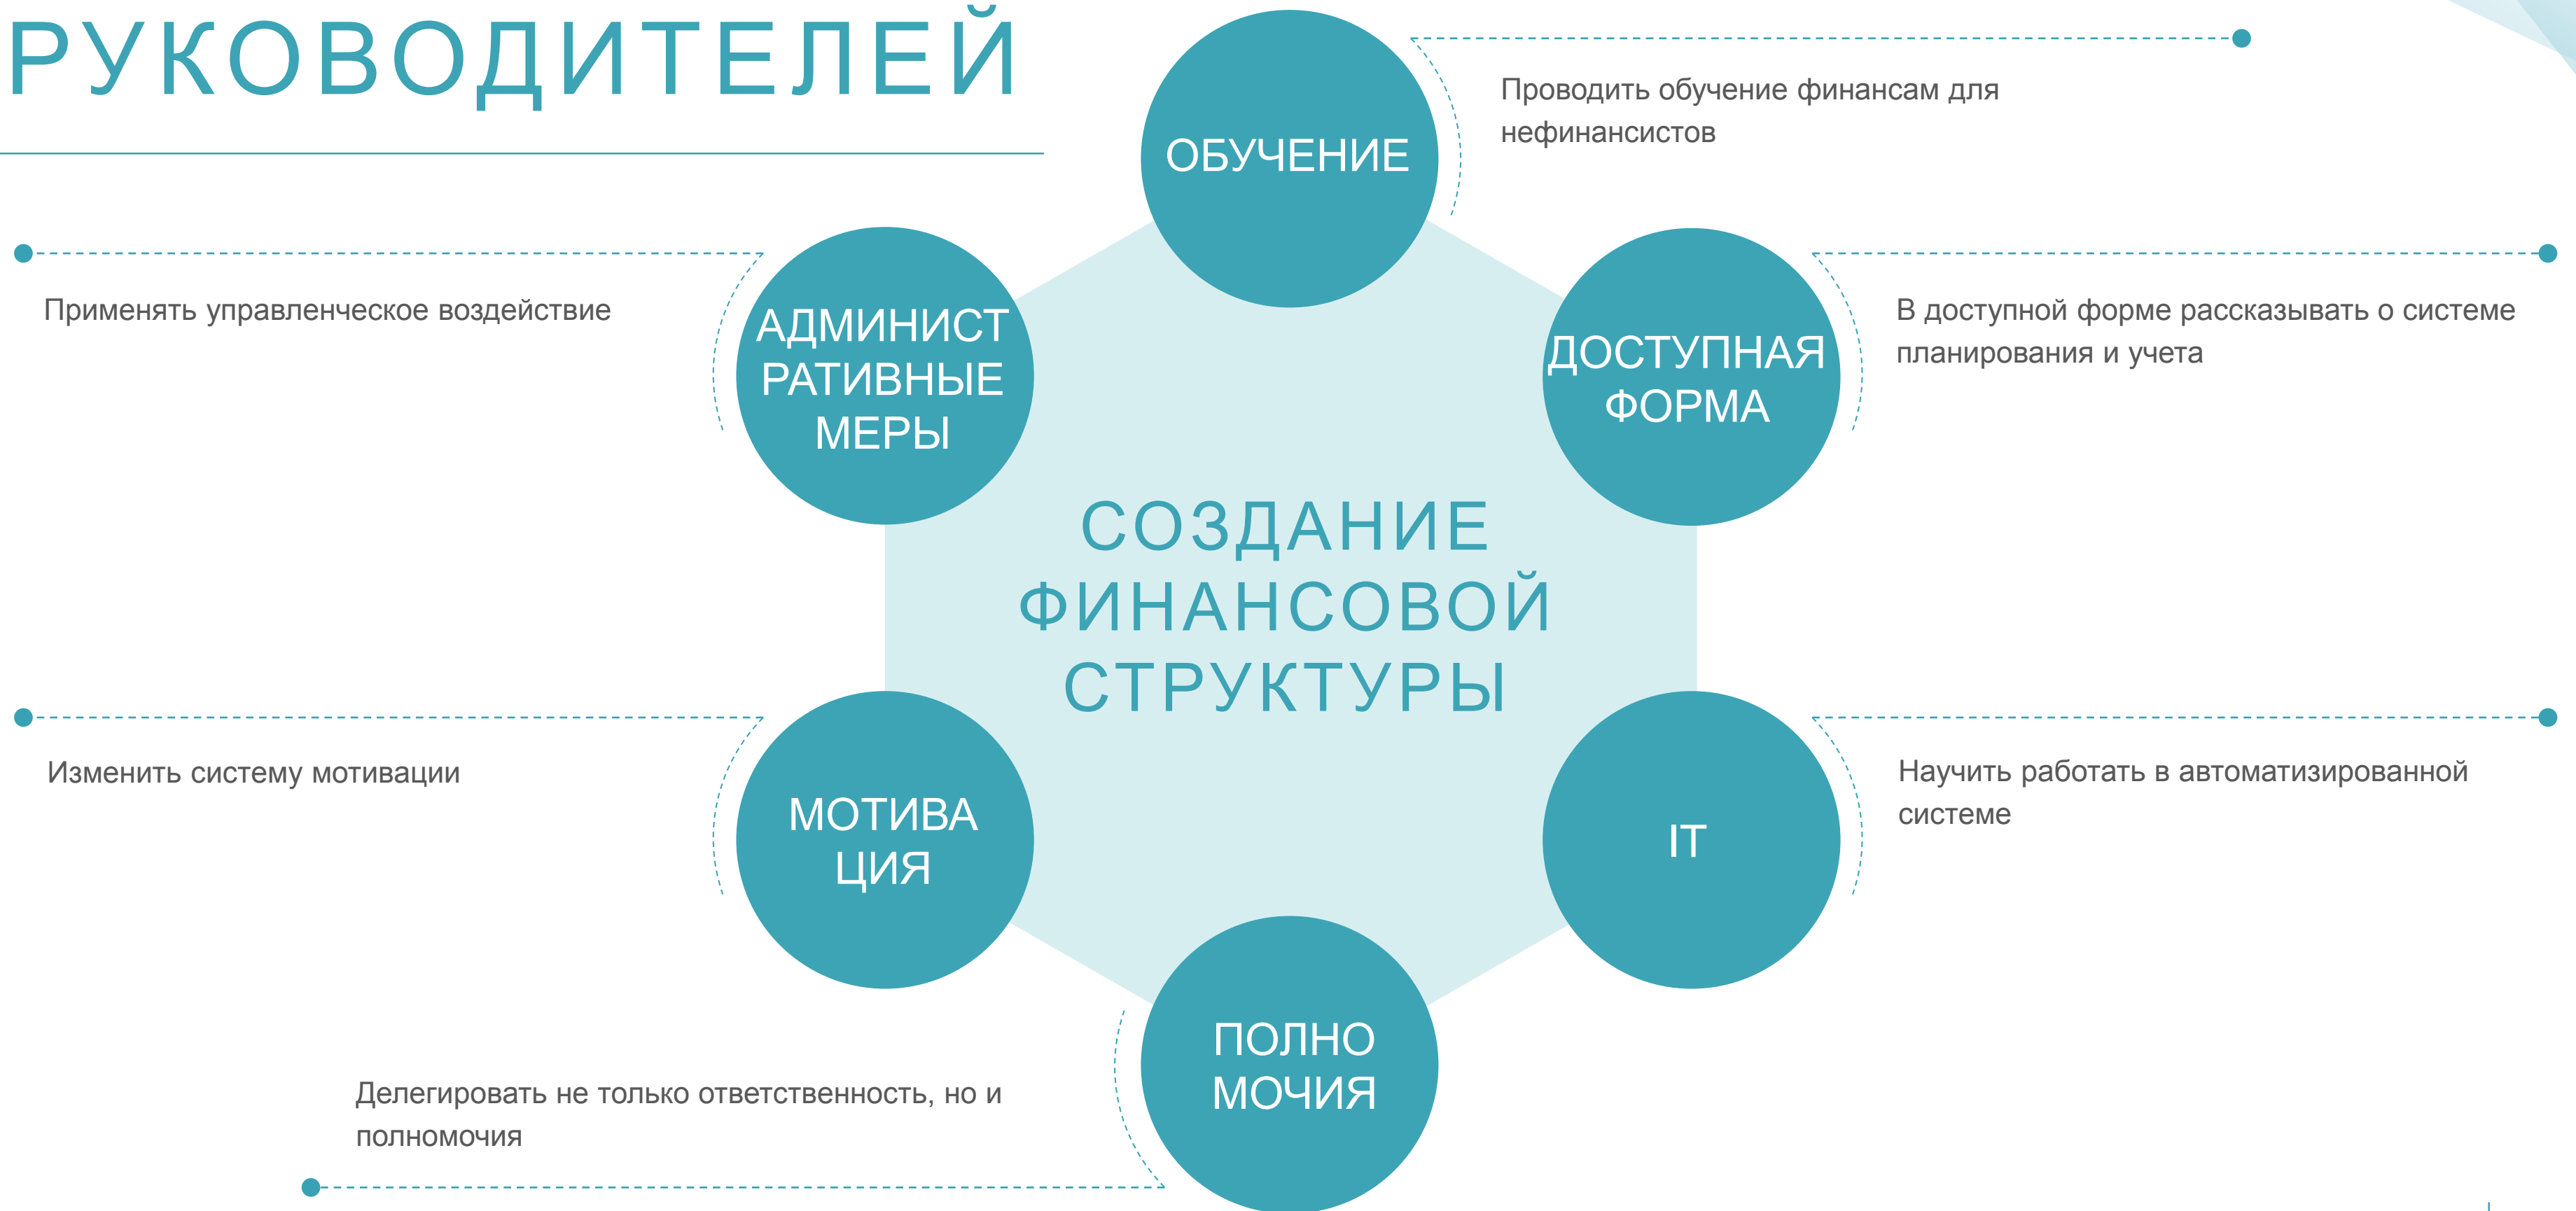 РУКОВОДИТЕЛЕЙ
ОБУЧЕНИЕ
Проводить обучение финансам для
нефинансистов
Применять управленческое воздействие
АДМИНИСТ
РАТИВНЫЕ
МЕРЫ
ДОСТУПНАЯ
ФОРМА
В доступной форме рассказывать о системе
планирования и учета
СОЗДАНИЕ
ФИНАНСОВОЙ
СТРУКТУРЫ
Изменить систему мотивации
МОТИВА
ЦИЯ
IT
Научить работать в автоматизированной
системе
ПОЛНО
МОЧИЯ
Делегировать не только ответственность, но и
полномочия